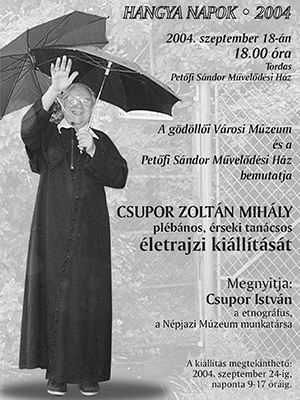 HANGYA NAPOK • 2004
2004. szeptember 18-án
18.00 óra
Tordas
Petőfi Sándor Művelődési Ház
A gödöllői Városi Múzeum
és a
Petőfi Sándor Művelődési Ház
bemutatja
CSUPOR ZOLTÁN MIHÁLY
plébános, érseki tanácsos
életrajzi kiállítását
Megnyitja:
Csupor István
a etnográfus,
a Népjazi Múzeum munkatársa
A kiállítás megtekinthető:
2004. szeptember 24-ig,
naponta 9-17 óráig.